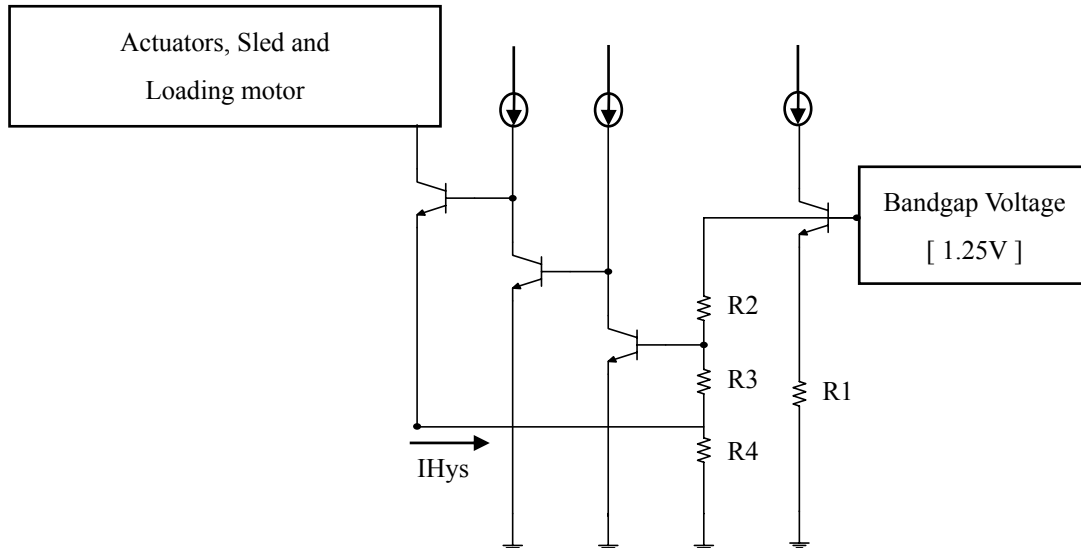 Actuators, Sled and
Loading motor
Bandgap Voltage
[ 1.25V ]
R2
R3
R1
R4
IHys